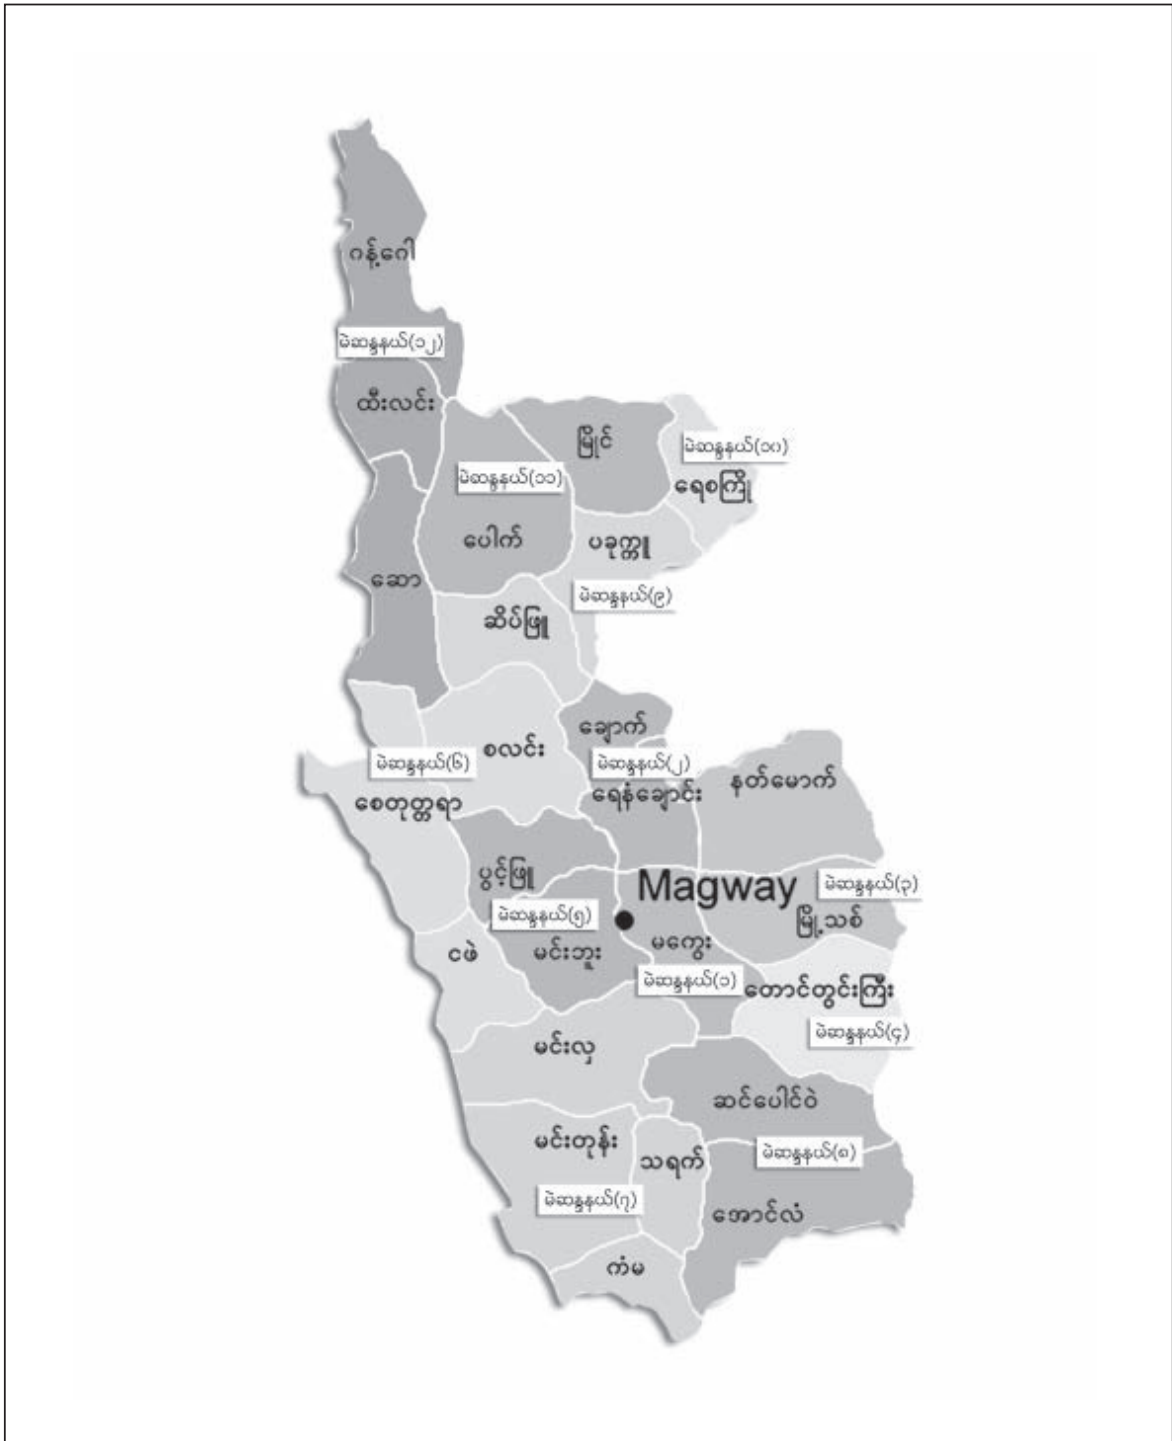 ဂန့်ဂေါ
မဲဆန္ဒနယ်(၁၂)
ထီးလင်း
မြိုင်
မဲဆန္ဒနယ်(၁၀)
ရေစကြို
မဲဆန္ဒနယ်(၁၁)
ပေါက်
ပခုက္ကူ
ဆော
မဲဆန္ဒနယ်(၉)
ဆိပ်ဖြူ
ချောက်
စလင်း
မဲဆန္ဒနယ်(၆)
မဲဆန္ဒနယ်(၂)
နတ်မောက်
ရေနံချောင်း
စေတုတ္တရာ
ပွင့်ဖြူ
Magway
မဲဆန္ဒနယ်(၃)
မဲဆန္ဒနယ်(၅)
မြို့သစ်
ငဖဲ
မင်းဘူး
မကွေး
မဲဆန္ဒနယ်(၁)
တောင်တွင်းကြီး
မဲဆန္ဒနယ်(၄)
မင်းလှ
ဆင်ပေါင်ဝဲ
မင်းတုန်း
သရက်
မဲဆန္ဒနယ်(၈)
မဲဆန္ဒနယ်(၇)
အောင်လံ
ကံမ